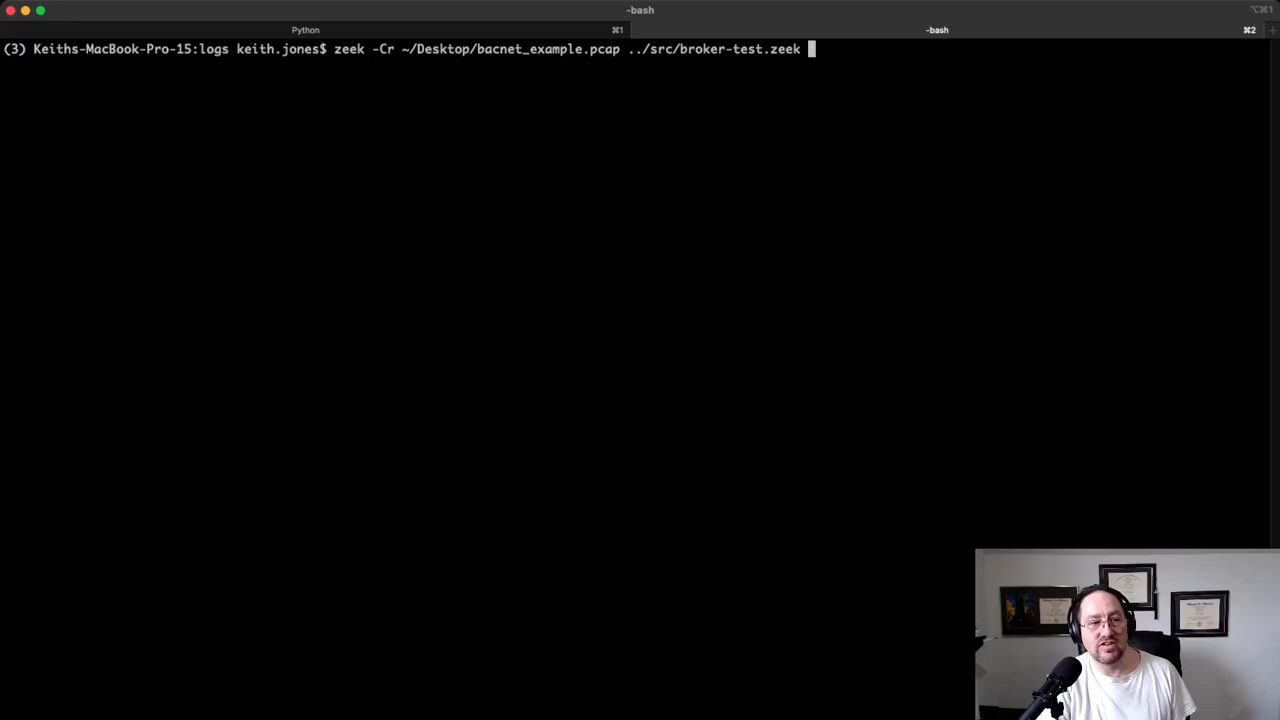 -bash
⌥⌘1
Python
⌘1
-bash
⌘2
(3) Keiths-MacBook-Pro-15:logs keith.jones$ zeek -Cr ~/Desktop/bacnet_example.pcap ../src/broker-test.zeek